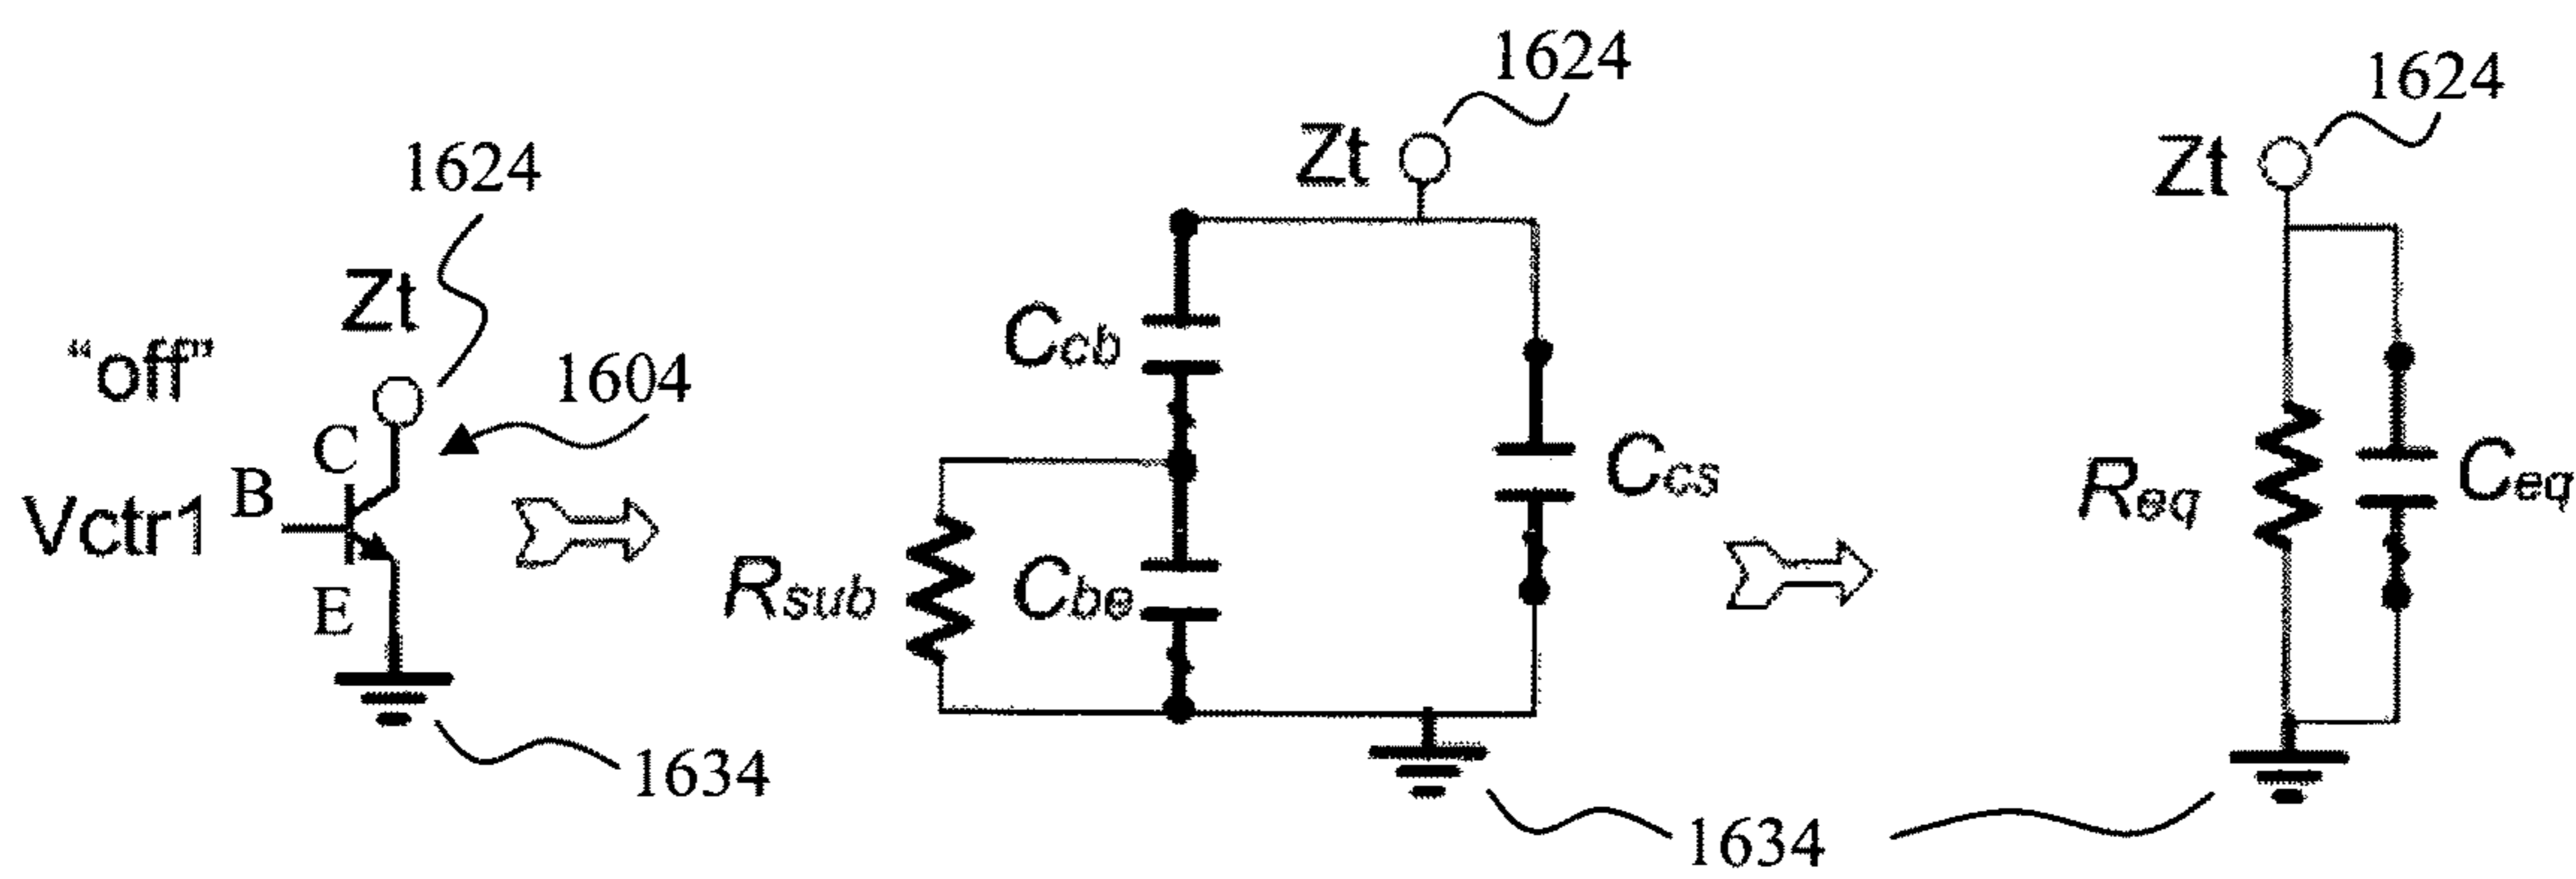 1624
Zt
"off"
1604
C
B
Vctr1
E
1634
1624
Zt
Ccb
Ccs
Rsub
Cbe
1634
1624
Zt
Req
Ceq